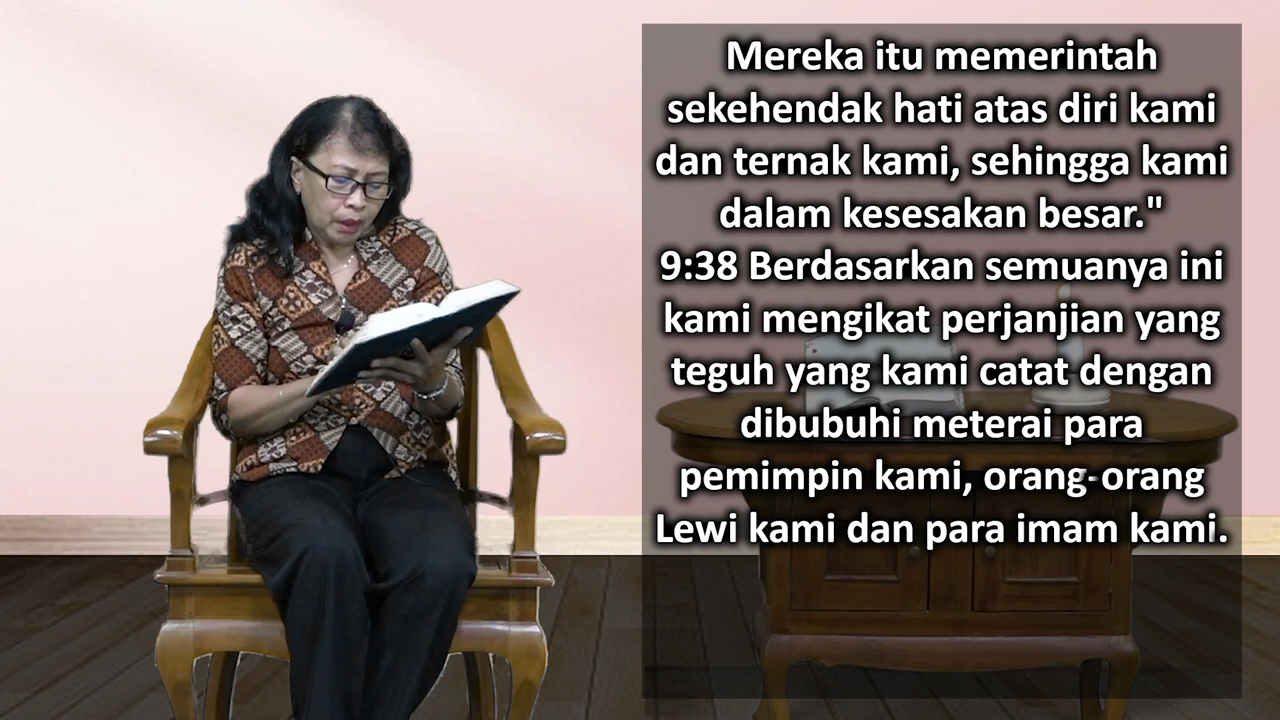 Mereka itu memerintah
sekehendak hati atas diri kami
dan ternak kami, sehingga kami
dalam kesesakan besar."
9:38 Berdasarkan semuanya ini
kami mengikat perjanjian yang
teguh yang kami catat dengan
dibubuhi meterai para
pemimpin kami, orang-orang
Lewi kami dan para imam kami.